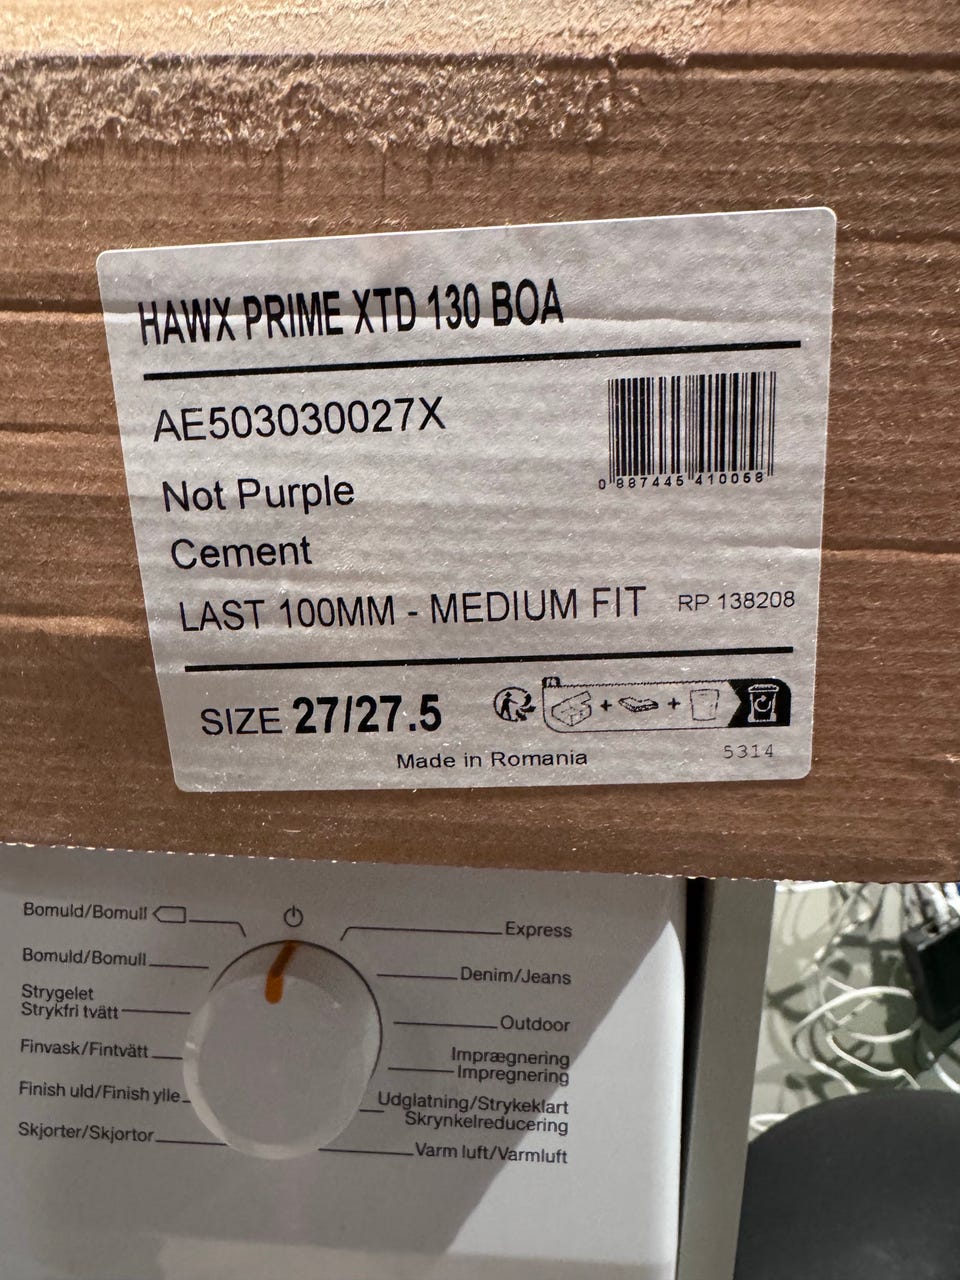 HAWX PRIME XTD 130 BOA
AE503030027X
0 887445 410058
Not Purple
Cement
LAST 100MM - MEDIUM FIT
RP 138208
SIZE 27/27.5
FR
+ +
Made in Romania
5314
Bomuld/Bomull
Bomuld/Bomull
Strygelet
Strykfri tvätt
Finvask/Fintvätt
Finish uld/Finish ylle
Skjorter/Skjortor
Express
Denim/Jeans
Outdoor
Imprægnering
Impregnering
Udglatning/Strykeklart
Skrynkelreducering
Varm luft/Varmluft